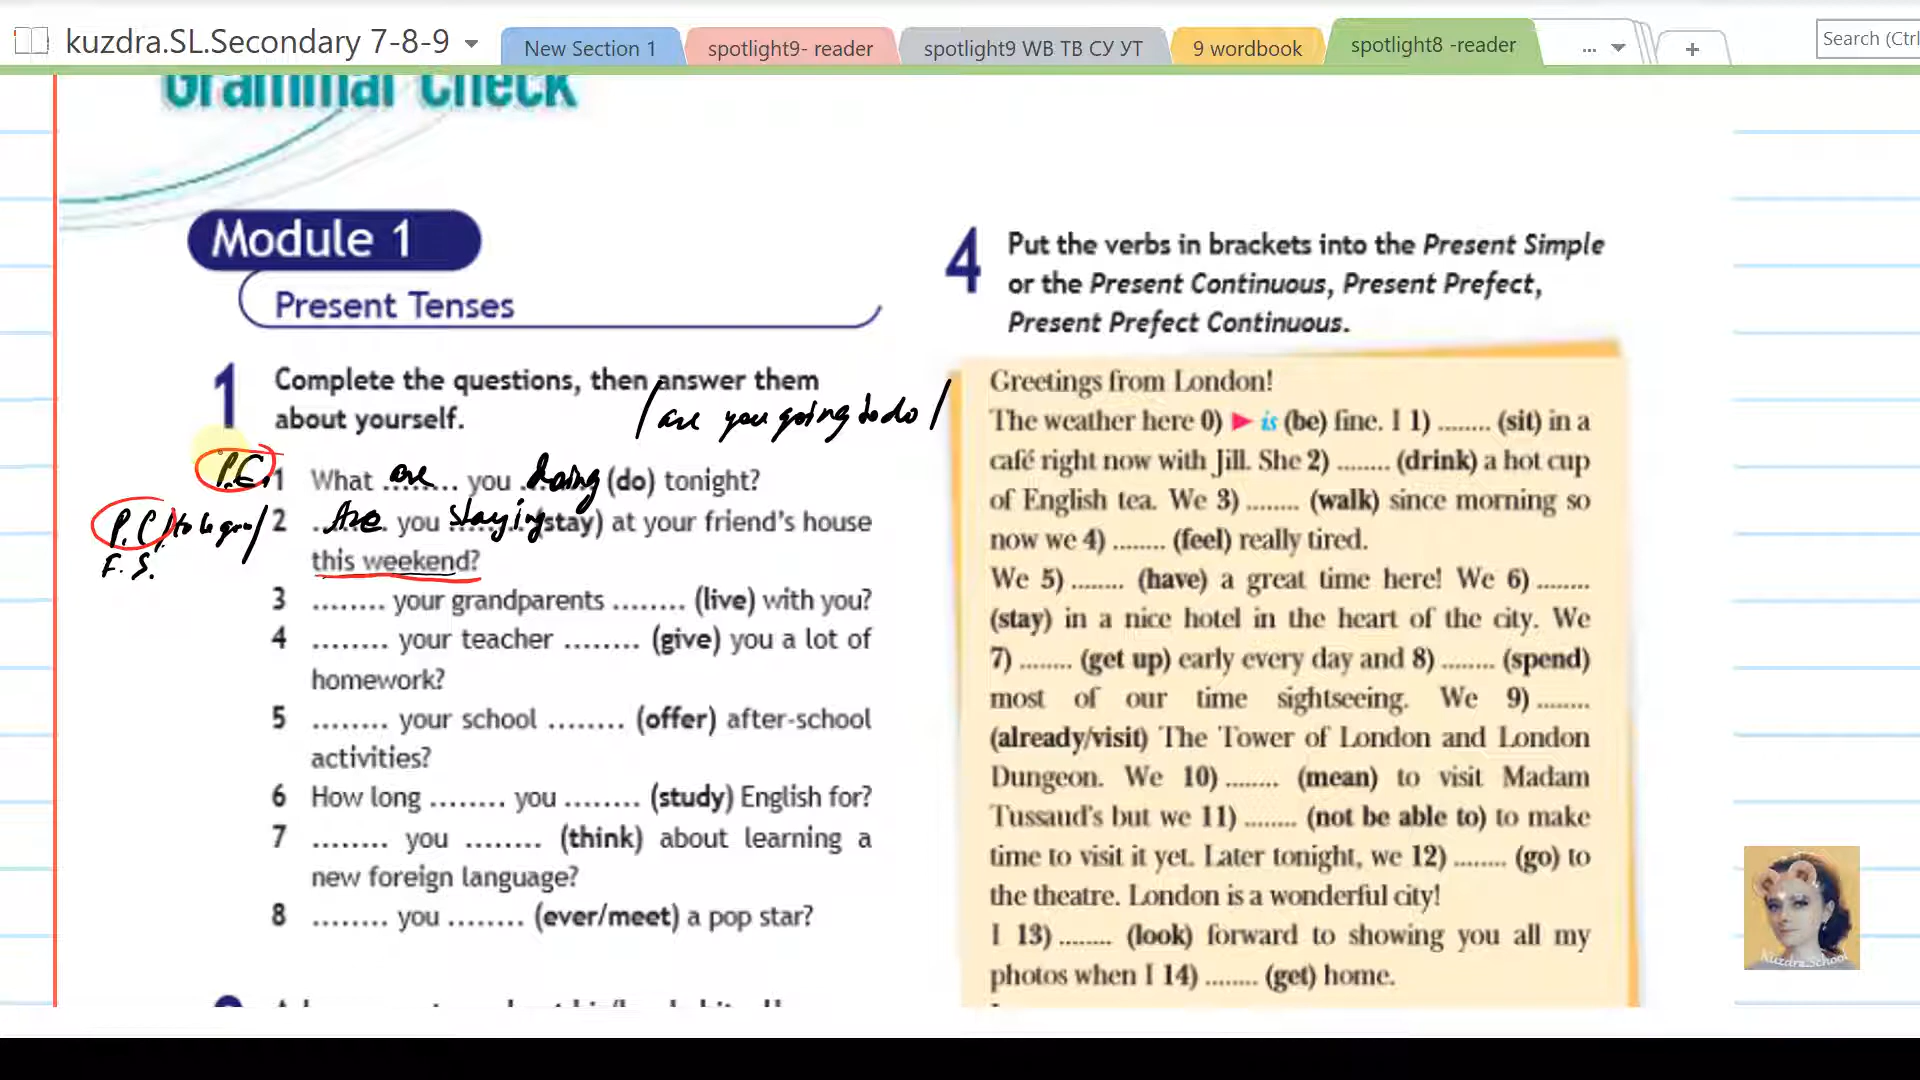 kuzdra.SL.Secondary 7-8-9
New Section 1
spotlight9- reader
spotlight9 WB TB СУ УТ
9 wordbook
spotlight8 -reader
...
+
Search (Ctrl
Grammar Check
Module 1
Present Tenses
1 Complete the questions, then answer them
about yourself.
/ are you going to do /
P.C. 1 What are ........ you doing (do) tonight?
P.C. 2 Are you staying (stay) at your friend's house
F.S.
this weekend?
3 ........ your grandparents ........ (live) with you?
4 ........ your teacher ........ (give) you a lot of
homework?
5 ........ your school ........ (offer) after-school
activities?
6 How long ........ you ........ (study) English for?
7 ........ you ........ (think) about learning a
new foreign language?
8 ........ you ........ (ever/meet) a pop star?
4 Put the verbs in brackets into the Present Simple
or the Present Continuous, Present Prefect,
Present Prefect Continuous.
Greetings from London!
The weather here 0) ► is (be) fine. I 1) ........ (sit) in a
café right now with Jill. She 2) ........ (drink) a hot cup
of English tea. We 3) ........ (walk) since morning so
now we 4) ........ (feel) really tired.
We 5) ........ (have) a great time here! We 6) ........
(stay) in a nice hotel in the heart of the city. We
7) ........ (get up) early every day and 8) ........ (spend)
most of our time sightseeing. We 9) ........
(already/visit) The Tower of London and London
Dungeon. We 10) ........ (mean) to visit Madam
Tussaud's but we 11) ........ (not be able to) to make
time to visit it yet. Later tonight, we 12) ........ (go) to
the theatre. London is a wonderful city!
I 13) ........ (look) forward to showing you all my
photos when I 14) ........ (get) home.
kuzdra.School